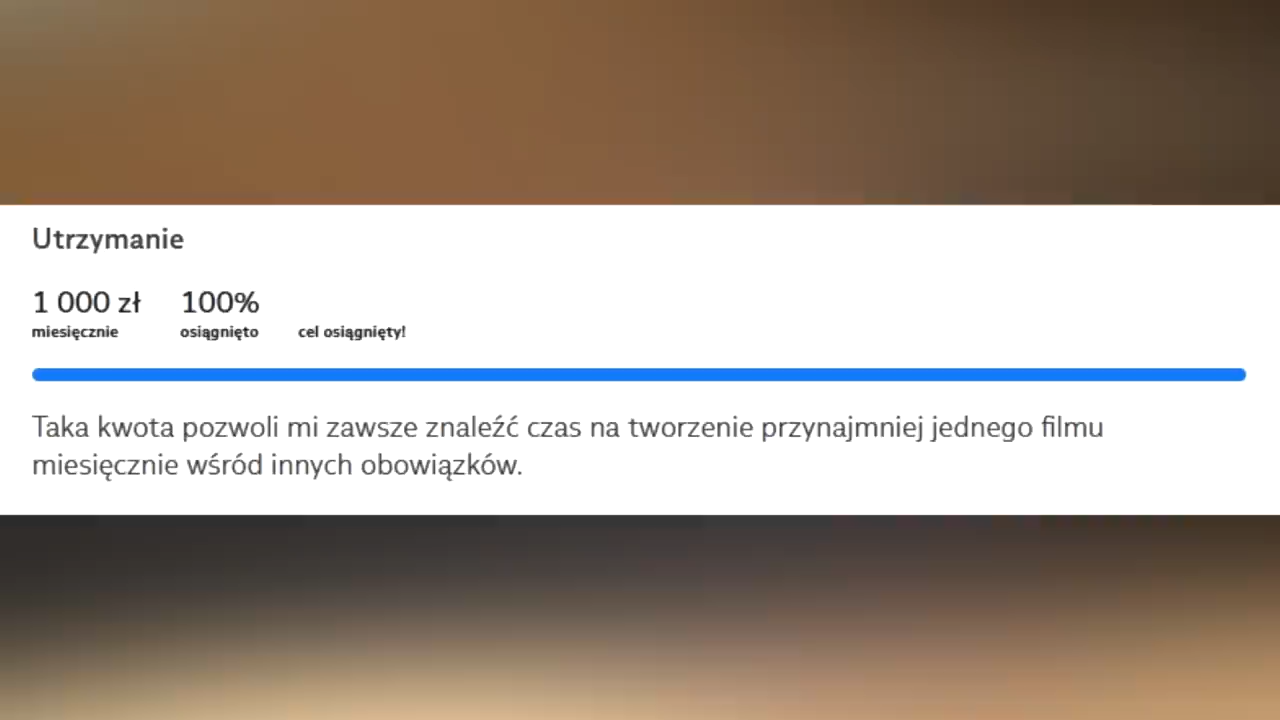 Utrzymanie
1 000 zł 100%
miesięcznie osiągnięto cel osiągnięty!
Taka kwota pozwoli mi zawsze znaleźć czas na tworzenie przynajmniej jednego filmu
miesięcznie wśród innych obowiązków.